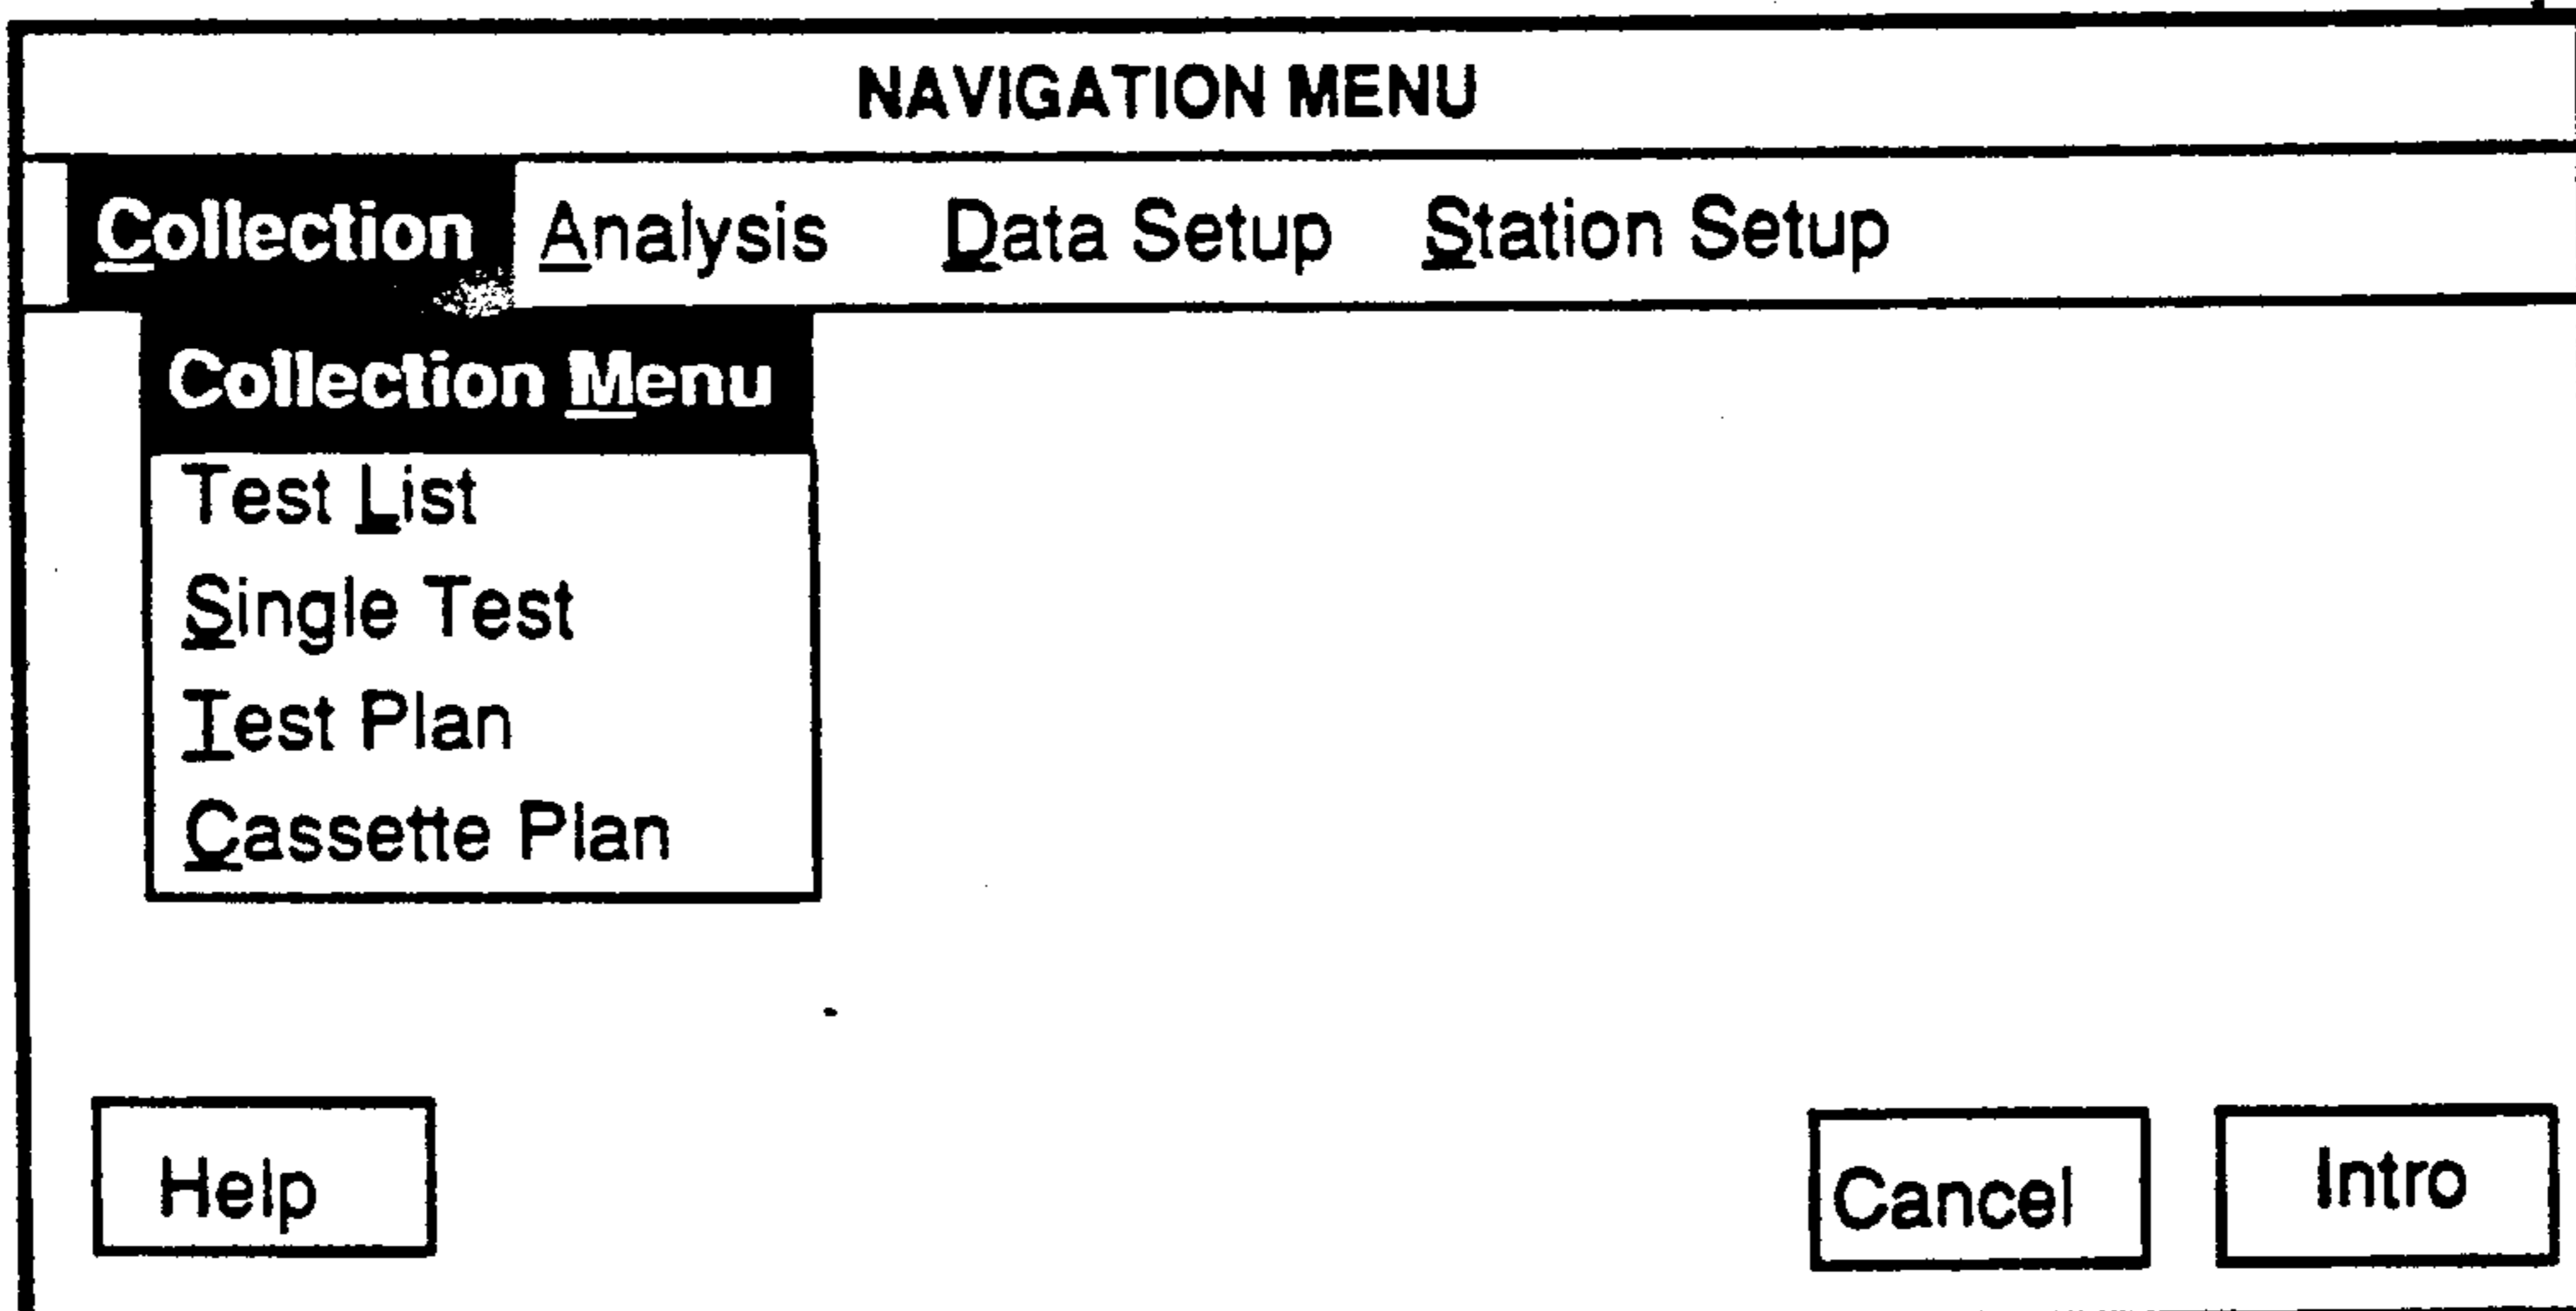 NAVIGATION MENU
Collection Analysis Data Setup Station Setup
Collection Menu
Test List
Single Test
Test Plan
Cassette Plan
Help Cancel Intro